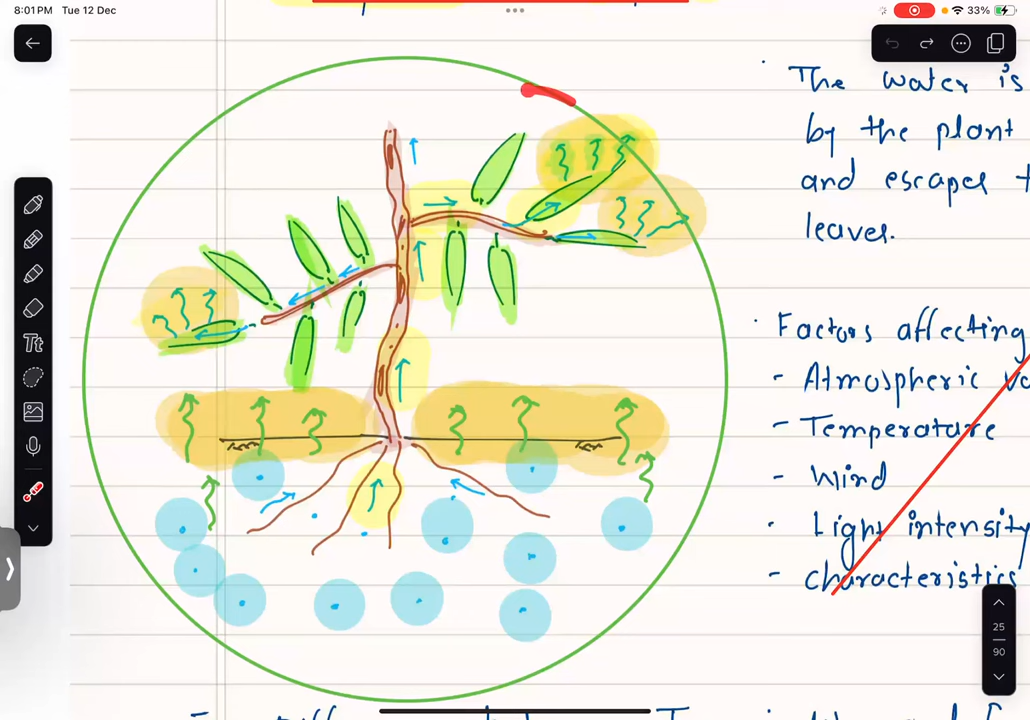 8:01 PM Tue 12 Dec
33%
The water is
by the plant
and escapes
leaves.
Factors affecting
- Atmospheric
- Temperature
- Wind
Light intensity
- characteristics
Tt
25
90